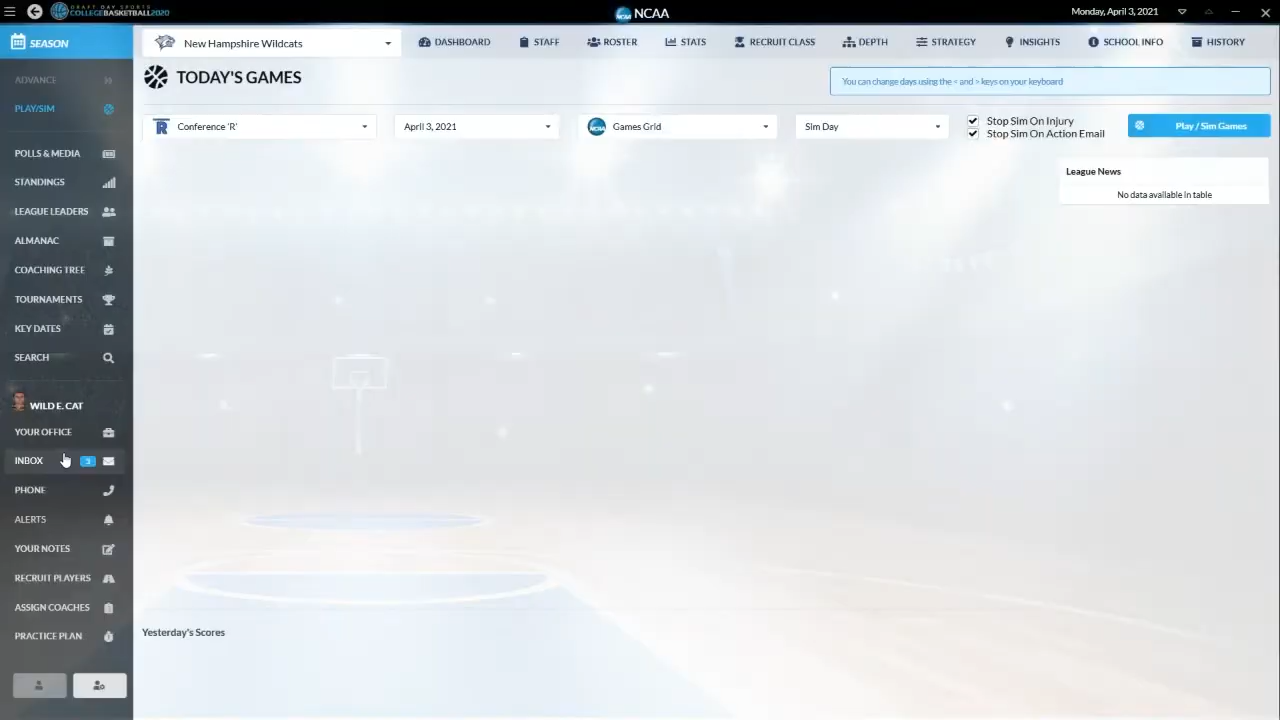 DRAFT DAY SPORTS
COLLEGEBASKETBALL2020
NCAA
NCAA
Monday, April 3, 2021
SEASON
New Hampshire Wildcats
DASHBOARD
STAFF
ROSTER
STATS
RECRUIT CLASS
DEPTH
STRATEGY
INSIGHTS
SCHOOL INFO
HISTORY
ADVANCE
PLAY/SIM
POLLS & MEDIA
STANDINGS
LEAGUE LEADERS
ALMANAC
COACHING TREE
TOURNAMENTS
KEY DATES
SEARCH
WILD E. CAT
YOUR OFFICE
INBOX 3
PHONE
ALERTS
YOUR NOTES
RECRUIT PLAYERS
ASSIGN COACHES
PRACTICE PLAN
TODAY'S GAMES
You can change days using the < and > keys on your keyboard
R
Conference 'R'
April 3, 2021
NCAA
Games Grid
Sim Day
Stop Sim On Injury
Stop Sim On Action Email
Play / Sim Games
League News
No data available in table
Yesterday's Scores